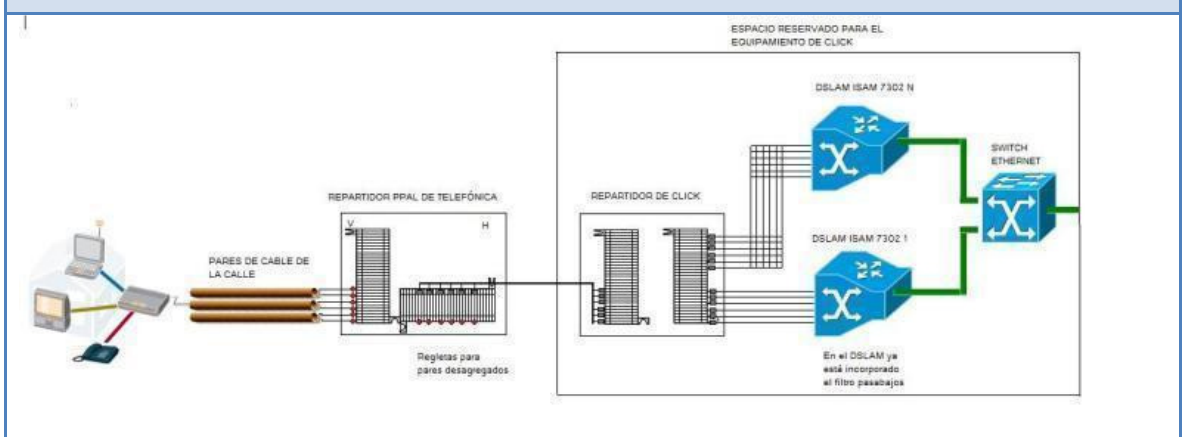 ESPACIO RESERVADO PARA EL
EQUIPAMIENTO DE CLICK
DSLAM ISAM 7302 N
SWITCH
ETHERNET
REPARTIDOR PPAL DE TELEFÓNICA
REPARTIDOR DE CLICK
V
H
DSLAM ISAM 7302 1
PARES DE CABLE DE
LA CALLE
Regletas para
pares desagregados
En el DSLAM ya
está incorporado
el filtro pasabajos